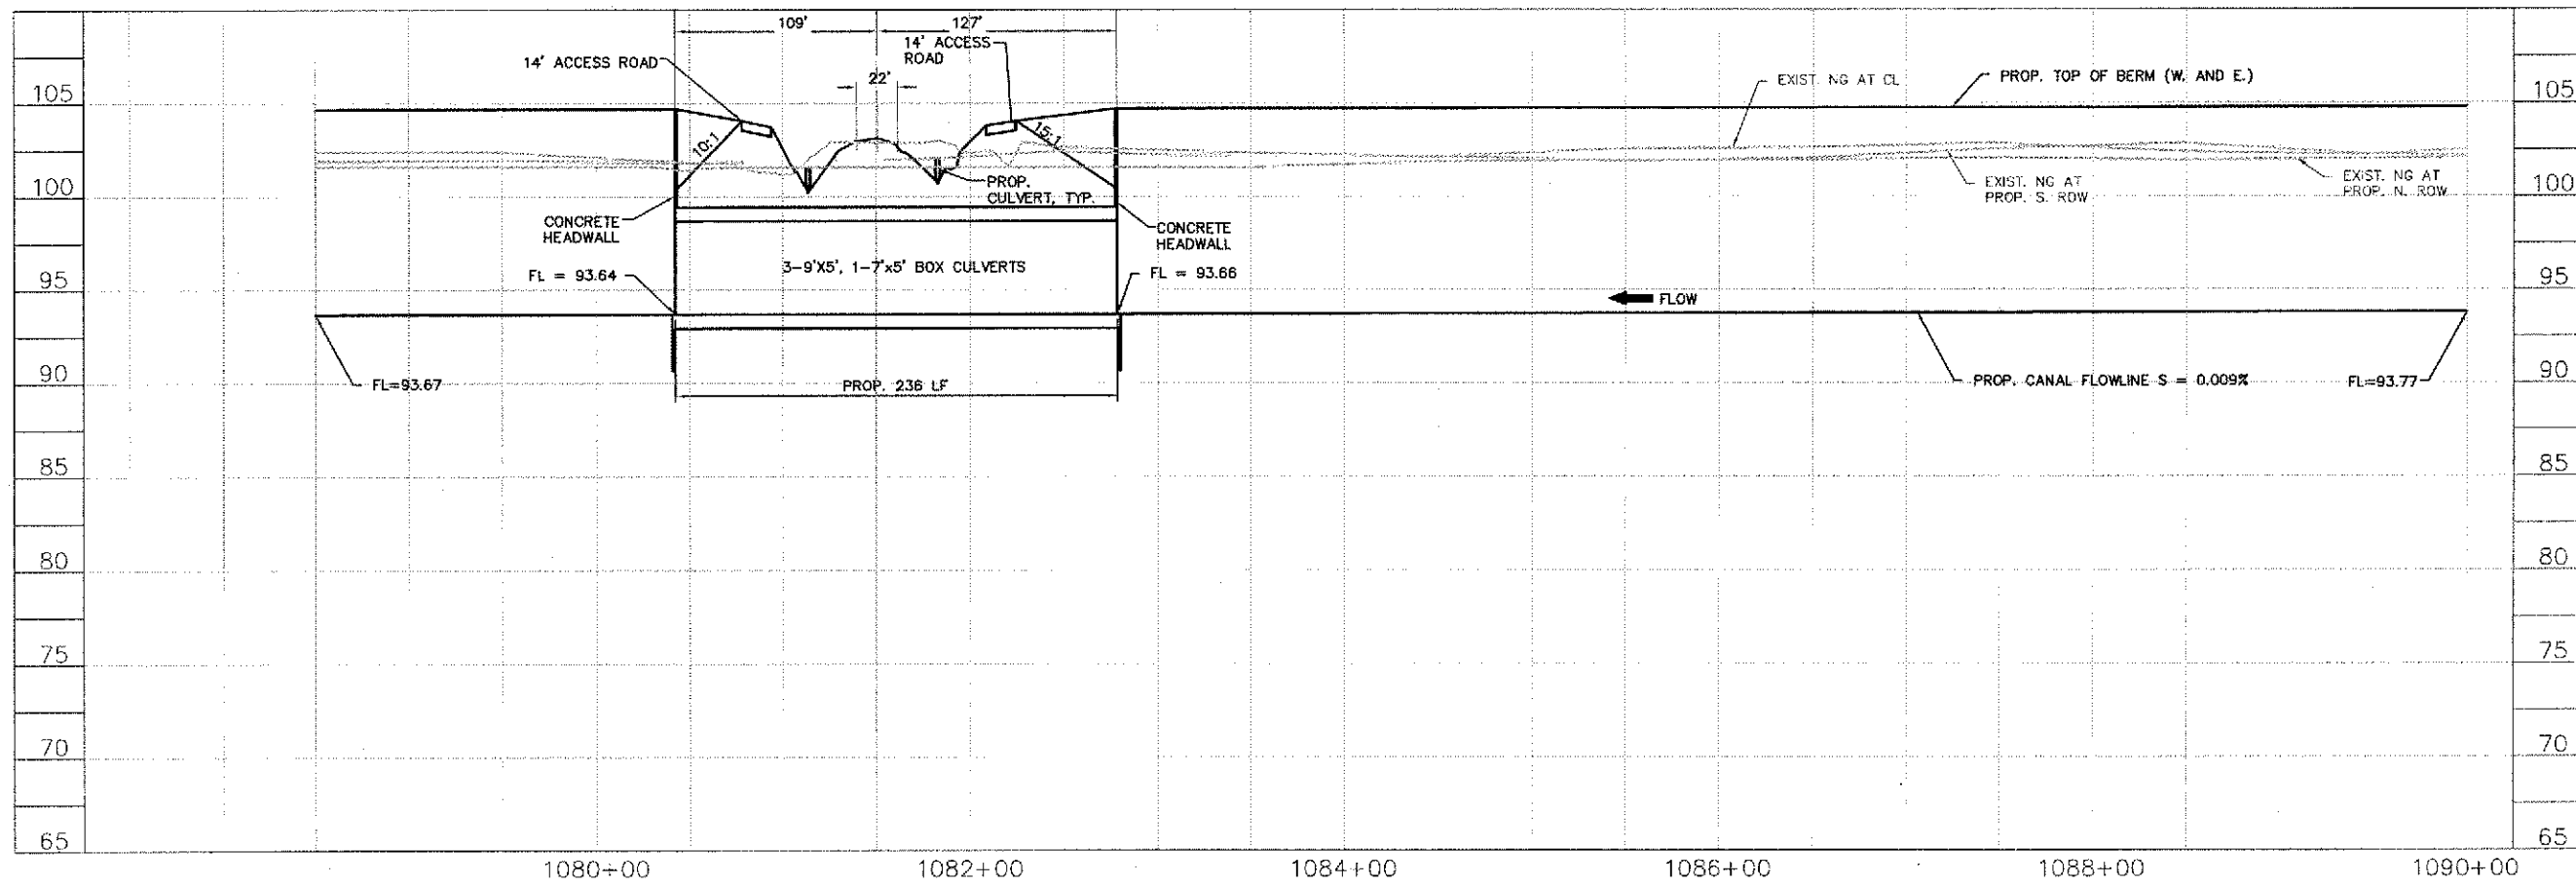 109'
127'
14' ACCESS ROAD
14' ACCESS
ROAD
22'
EXIST. NG AT CL
PROP. TOP OF BERM (W. AND E.)
105
105
10:1
15:1
PROP.
CULVERT, TYP.
EXIST. NG AT
PROP. S. ROW
EXIST. NG AT
PROP. N. ROW
100
100
CONCRETE
HEADWALL
CONCRETE
HEADWALL
3-9'X5', 1-7'x5' BOX CULVERTS
FL = 93.64
FL = 93.66
95
95
FLOW
90
90
FL=93.67
PROP. 236 LF
PROP. CANAL FLOWLINE S = 0.009%
FL=93.77
85
85
80
80
75
75
70
70
65
65
1080+00
1082+00
1084+00
1086+00
1088+00
1090+00